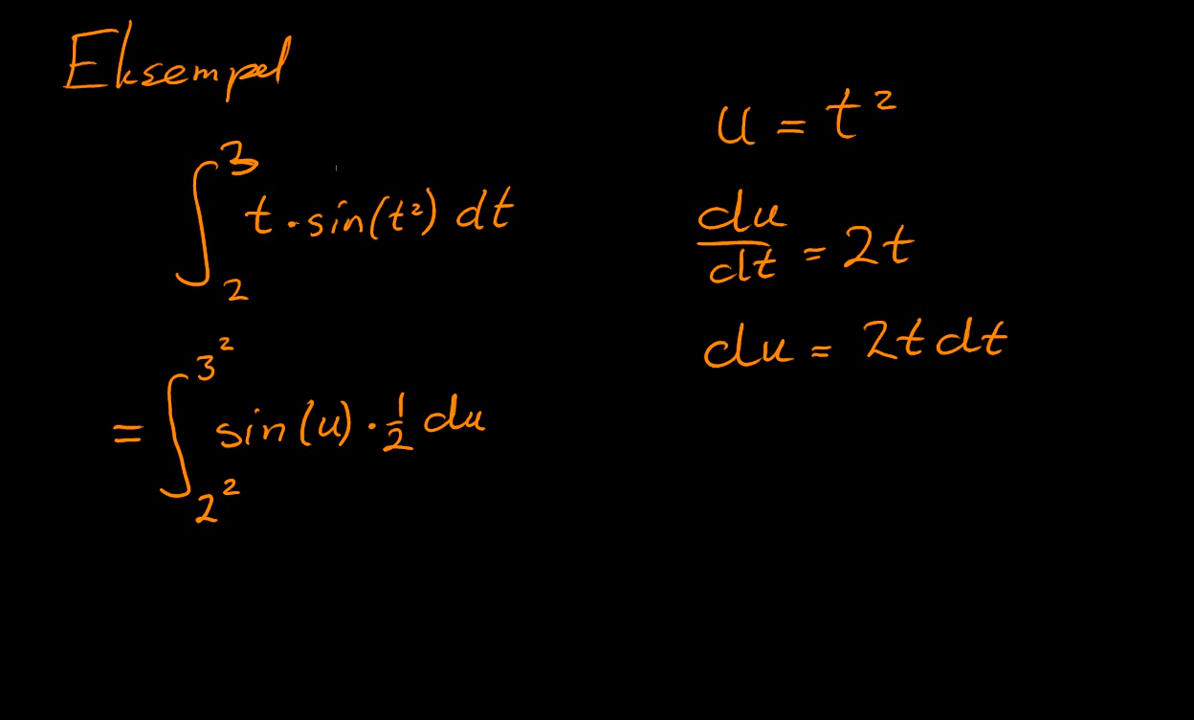 Eksempel
∫₂³ t · sin(t²) dt
= ∫_{2²}^{3²} sin(u) · ½ du
u = t²
du/dt = 2t
du = 2t dt